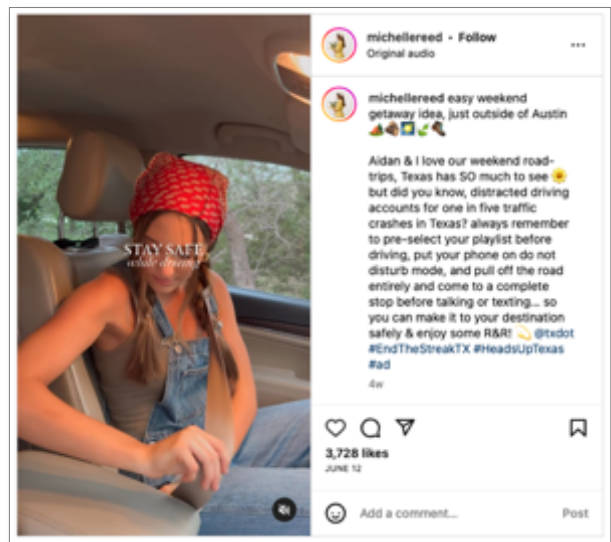 michellereed • Follow
Original audio
michellereed easy weekend
getaway idea, just outside of Austin
Aidan & I love our weekend road-
trips, Texas has SO much to see 🌼
but did you know, distracted driving
accounts for one in five traffic
crashes in Texas? always remember
to pre-select your playlist before
driving, put your phone on do not
disturb mode, and pull off the road
entirely and come to a complete
stop before talking or texting... so
you can make it to your destination
safely & enjoy some R&R! 💫 @txdot
#EndTheStreakTX #HeadsUpTexas
#ad
4w
3,728 likes
JUNE 12
Add a comment... Post
STAY SAFE
while driving!